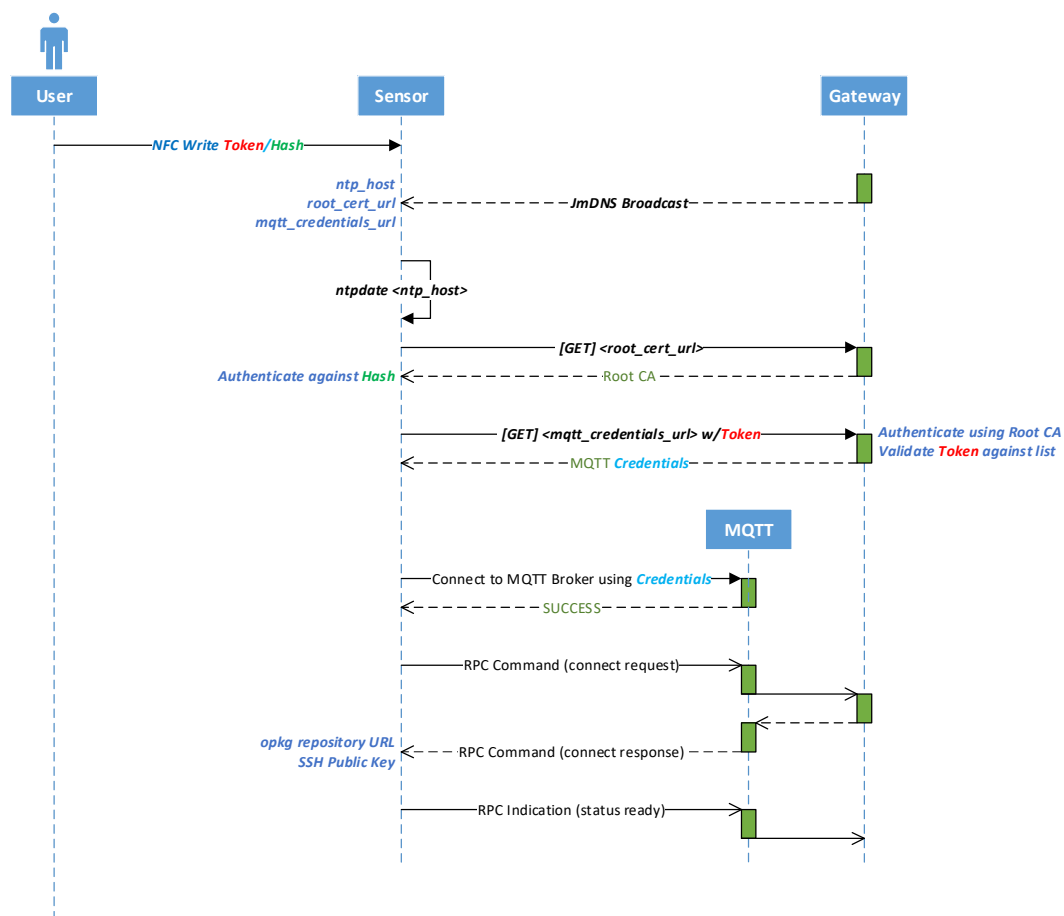 User
Sensor
Gateway
NFC Write Token/Hash
ntp_host
root_cert_url
mqtt_credentials_url
JmDNS Broadcast
ntpdate <ntp_host>
[GET] <root_cert_url>
Authenticate against Hash
Root CA
[GET] <mqtt_credentials_url> w/Token
Authenticate using Root CA
Validate Token against list
MQTT Credentials
MQTT
Connect to MQTT Broker using Credentials
SUCCESS
RPC Command (connect request)
opkg repository URL
SSH Public Key
RPC Command (connect response)
RPC Indication (status ready)